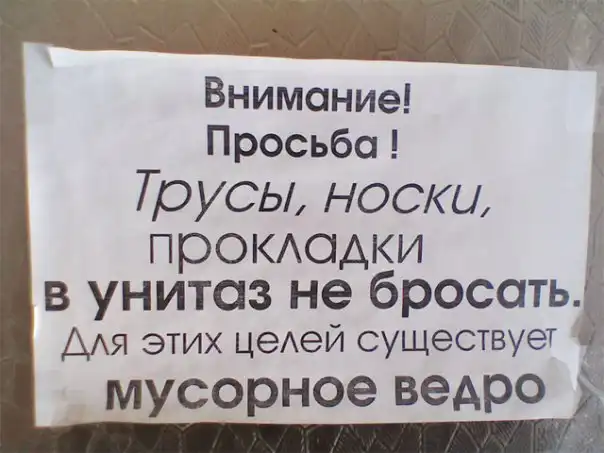 Внимание!
Просьба !
Трусы, носки,
прокладки
в унитаз не бросать.
Для этих целей существует
мусорное ведро